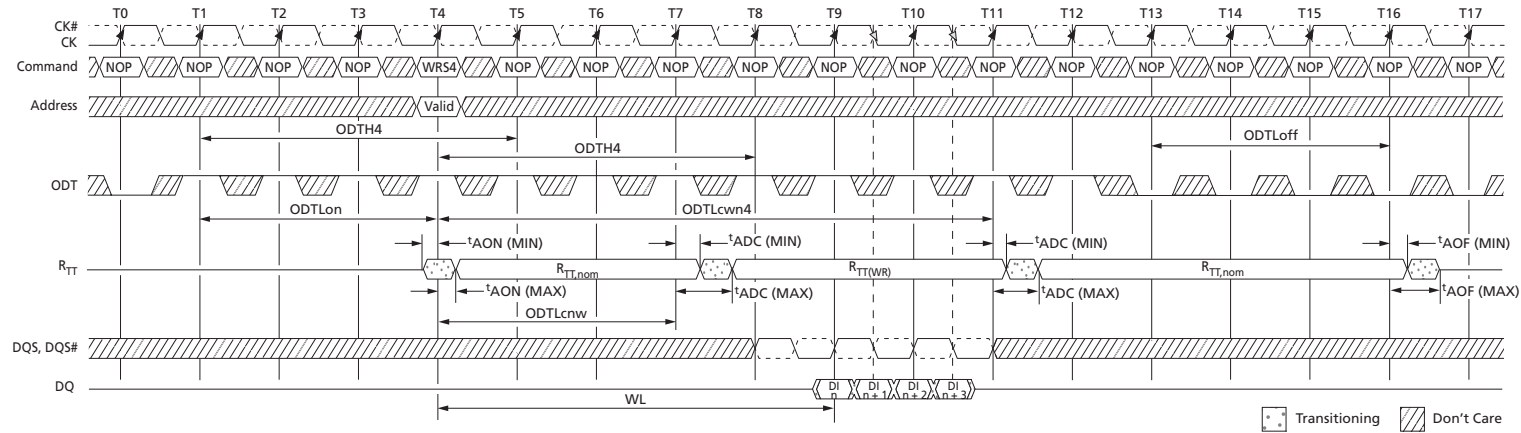 T0 T1 T2 T3 T4 T5 T6 T7 T8 T9 T10 T11 T12 T13 T14 T15 T16 T17
CK#
CK
Command NOP NOP NOP NOP WRS4 NOP NOP NOP NOP NOP NOP NOP NOP NOP NOP NOP NOP NOP
Address Valid
ODTH4 ODTLoff
ODTH4
ODT
ODTLon ODTLcwn4
tAON (MIN) tADC (MIN) tADC (MIN) tAOF (MIN)
RTT RTT,nom RTT(WR) RTT,nom
tAON (MAX) tADC (MAX) tADC (MAX) tAOF (MAX)
ODTLcnw
DQS, DQS#
DQ DI n DI n + 1 DI n + 2 DI n + 3
WL
Transitioning Don't Care